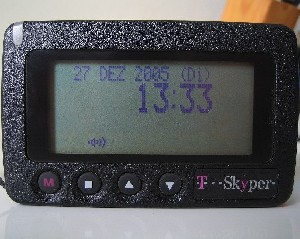 27 DEZ 2005 (Di)
13:33
M
T···Skyper